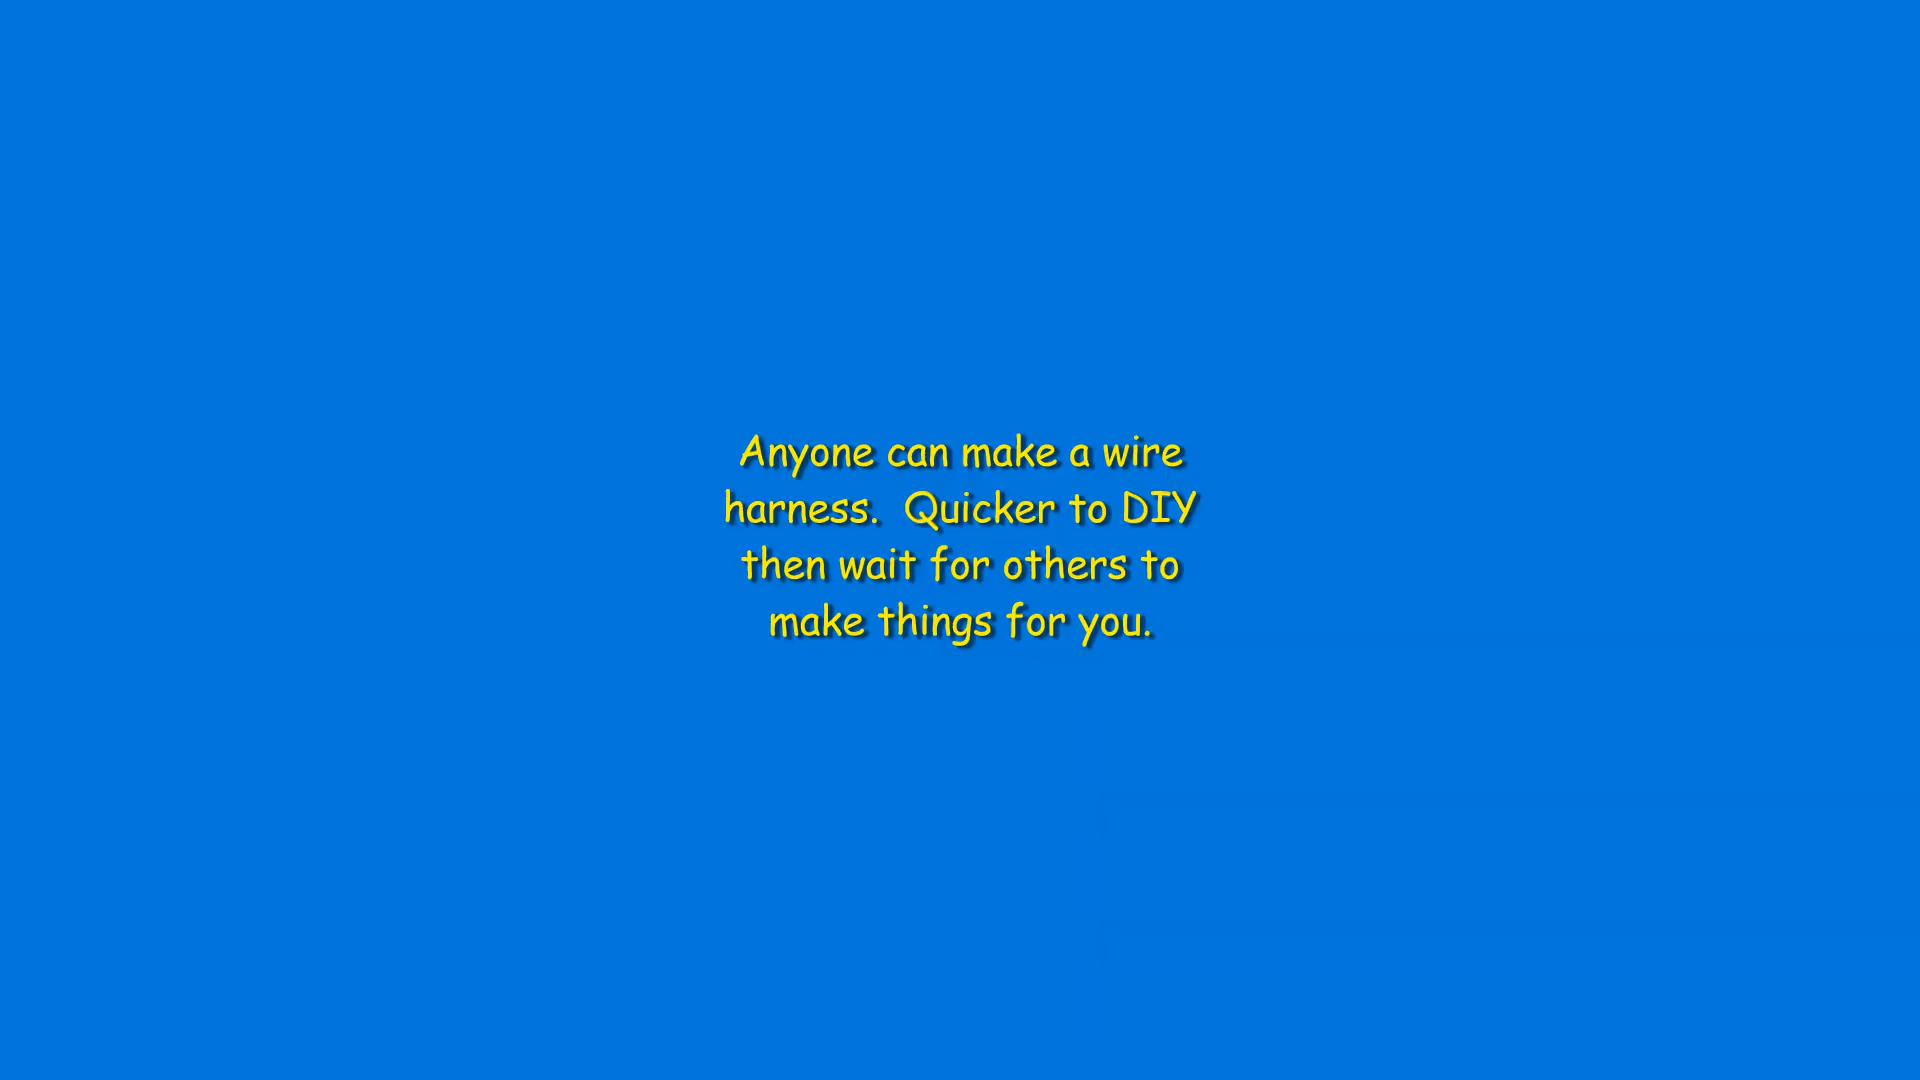 Anyone can make a wire
harness.  Quicker to DIY
then wait for others to
make things for you.